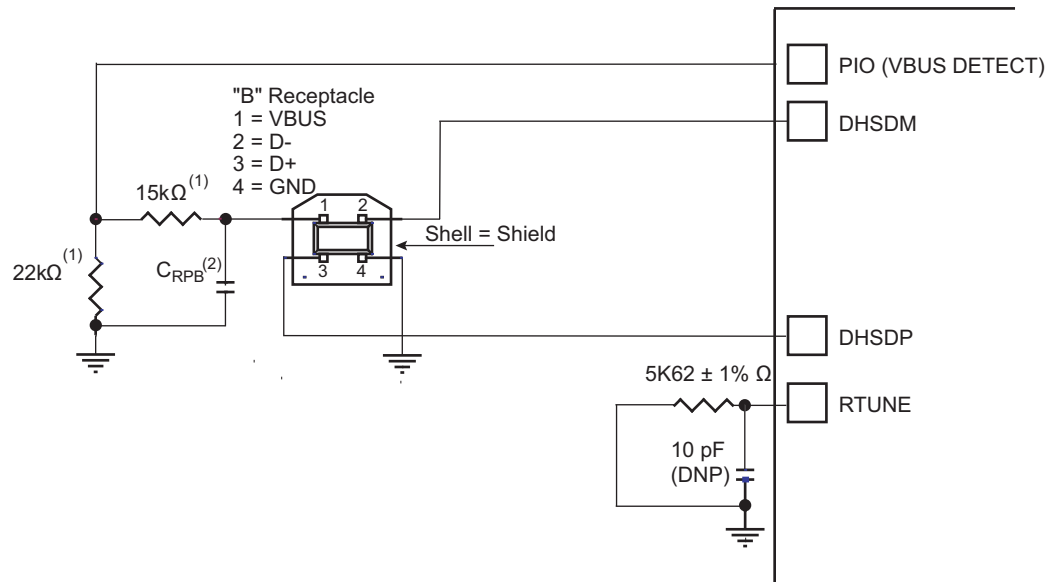 PIO (VBUS DETECT)
"B" Receptacle
1 = VBUS
2 = D-
3 = D+
4 = GND
DHSDM
15kΩ(1)
1 2
Shell = Shield
22kΩ(1)
CRPB(2)
3 4
DHSDP
5K62 ± 1% Ω
RTUNE
10 pF
(DNP)